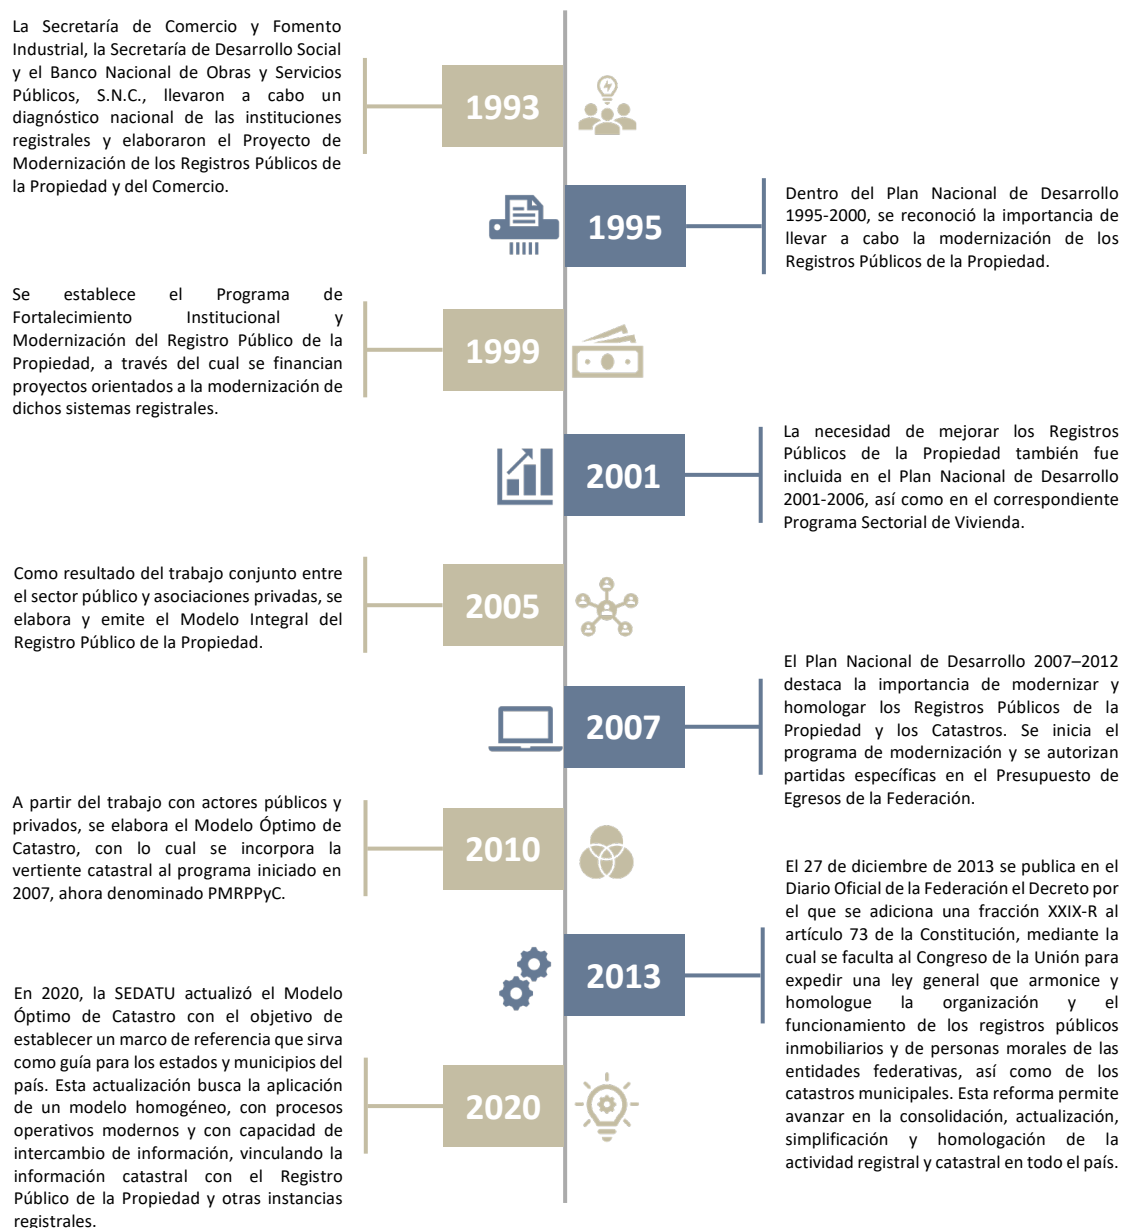 La Secretaría de Comercio y Fomento
Industrial, la Secretaría de Desarrollo Social
y el Banco Nacional de Obras y Servicios
Públicos, S.N.C., llevaron a cabo un
diagnóstico nacional de las instituciones
registrales y elaboraron el Proyecto de
Modernización de los Registros Públicos de
la Propiedad y del Comercio.
1993
1995
Dentro del Plan Nacional de Desarrollo
1995-2000, se reconoció la importancia de
llevar a cabo la modernización de los
Registros Públicos de la Propiedad.
Se establece el Programa de
Fortalecimiento Institucional y
Modernización del Registro Público de la
Propiedad, a través del cual se financian
proyectos orientados a la modernización de
dichos sistemas registrales.
1999
2001
La necesidad de mejorar los Registros
Públicos de la Propiedad también fue
incluida en el Plan Nacional de Desarrollo
2001-2006, así como en el correspondiente
Programa Sectorial de Vivienda.
Como resultado del trabajo conjunto entre
el sector público y asociaciones privadas, se
elabora y emite el Modelo Integral del
Registro Público de la Propiedad.
2005
2007
El Plan Nacional de Desarrollo 2007–2012
destaca la importancia de modernizar y
homologar los Registros Públicos de la
Propiedad y los Catastros. Se inicia el
programa de modernización y se autorizan
partidas específicas en el Presupuesto de
Egresos de la Federación.
A partir del trabajo con actores públicos y
privados, se elabora el Modelo Óptimo de
Catastro, con lo cual se incorpora la
vertiente catastral al programa iniciado en
2007, ahora denominado PMRPPyC.
2010
2013
El 27 de diciembre de 2013 se publica en el
Diario Oficial de la Federación el Decreto por
el que se adiciona una fracción XXIX-R al
artículo 73 de la Constitución, mediante la
cual se faculta al Congreso de la Unión para
expedir una ley general que armonice y
homologue la organización y el
funcionamiento de los registros públicos
inmobiliarios y de personas morales de las
entidades federativas, así como de los
catastros municipales. Esta reforma permite
avanzar en la consolidación, actualización,
simplificación y homologación de la
actividad registral y catastral en todo el país.
En 2020, la SEDATU actualizó el Modelo
Óptimo de Catastro con el objetivo de
establecer un marco de referencia que sirva
como guía para los estados y municipios del
país. Esta actualización busca la aplicación
de un modelo homogéneo, con procesos
operativos modernos y con capacidad de
intercambio de información, vinculando la
información catastral con el Registro
Público de la Propiedad y otras instancias
registrales.
2020